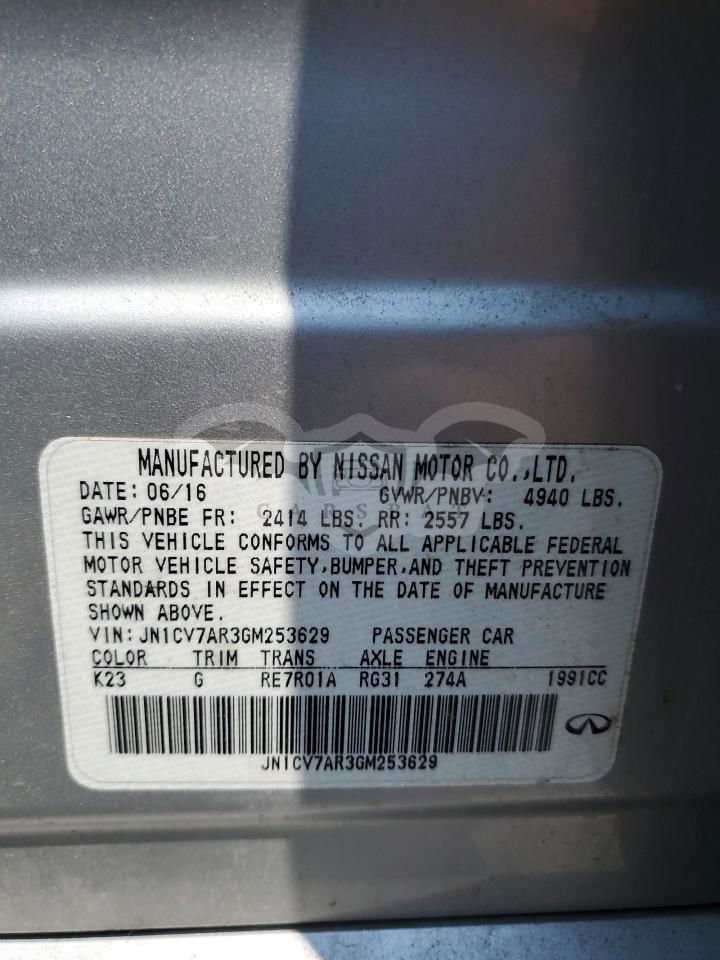 MANUFACTURED BY NISSAN MOTOR CO.,LTD.
DATE: 06/16 GVWR/PNBV: 4940 LBS.
GAWR/PNBE FR: 2414 LBS. RR: 2557 LBS.
THIS VEHICLE CONFORMS TO ALL APPLICABLE FEDERAL
MOTOR VEHICLE SAFETY,BUMPER,AND THEFT PREVENTION
STANDARDS IN EFFECT ON THE DATE OF MANUFACTURE
SHOWN ABOVE.
VIN: JN1CV7AR3GM253629 PASSENGER CAR
COLOR TRIM TRANS AXLE ENGINE
K23 G RE7R01A RG31 274A 1991CC
JN1CV7AR3GM253629